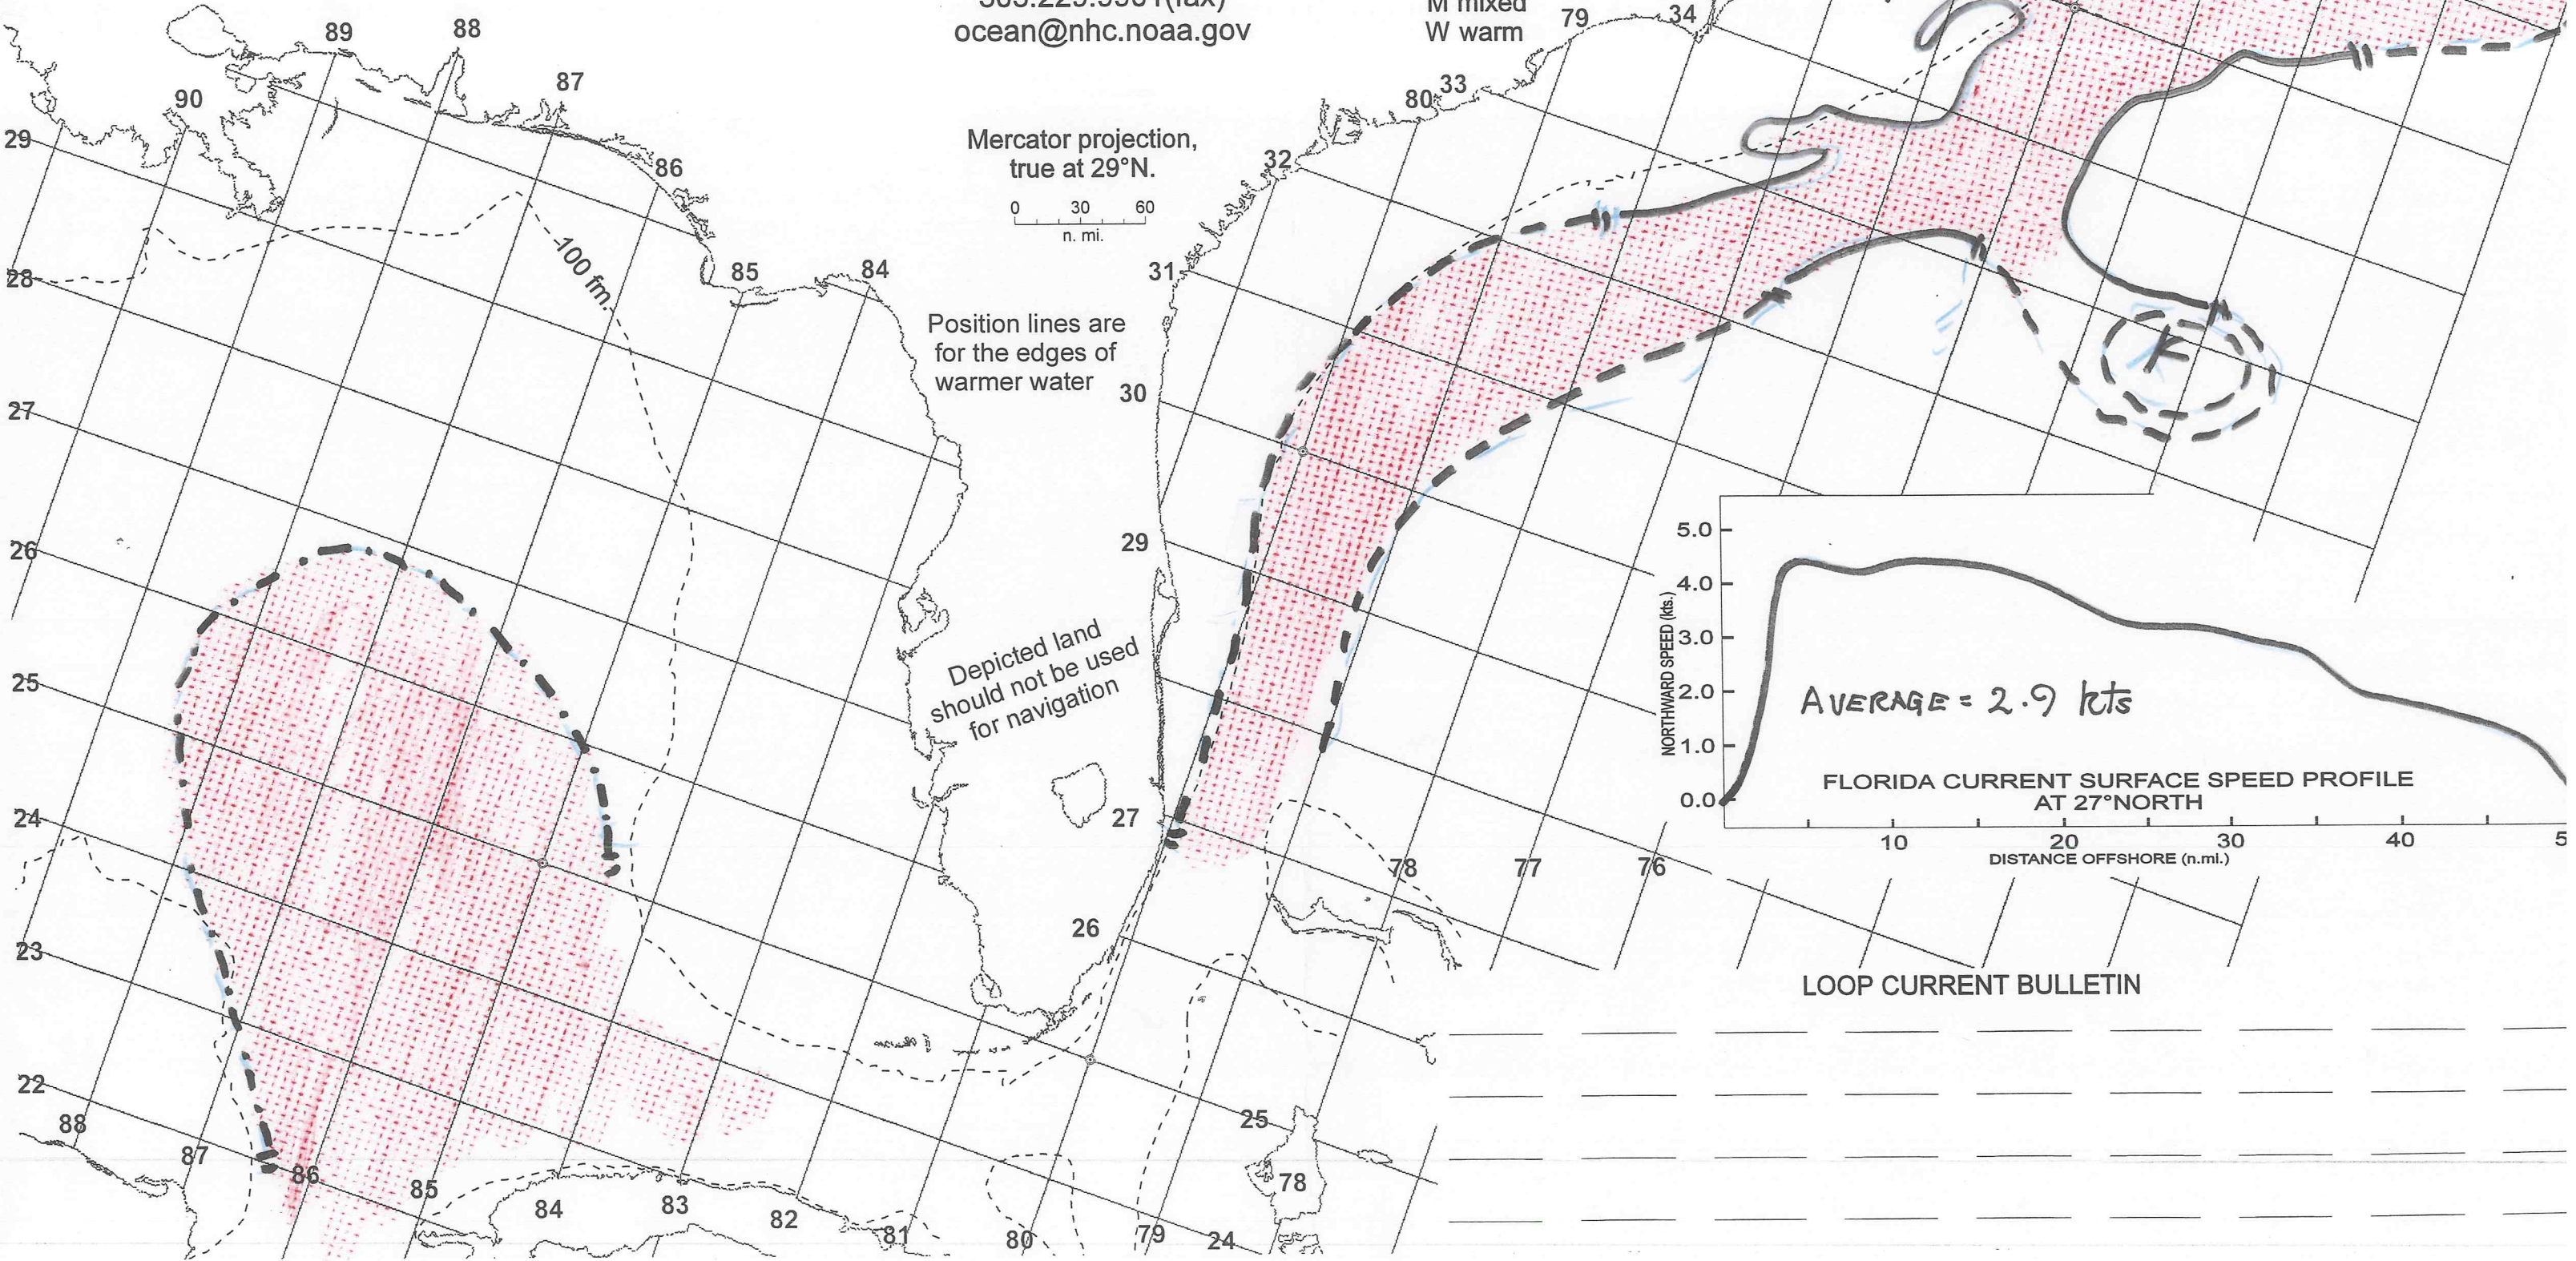 305.229.9901(fax)
ocean@nhc.noaa.gov
M mixed
W warm
79
34
89
88
87
90
86
29
28
27
26
25
24
23
22
100 fm.
85
84
Mercator projection,
true at 29°N.
0 30 60
n. mi.
Position lines are
for the edges of
warmer water
Depicted land
should not be used
for navigation
80
33
32
31
30
29
27
26
25
24
88
87
86
85
84
83
82
81
80
79
78
78
77
76
K
5.0
4.0
3.0
2.0
1.0
0.0
NORTHWARD SPEED (kts.)
AVERAGE = 2.9 kts
FLORIDA CURRENT SURFACE SPEED PROFILE
AT 27°NORTH
10 20 30 40 5
DISTANCE OFFSHORE (n.mi.)
LOOP CURRENT BULLETIN